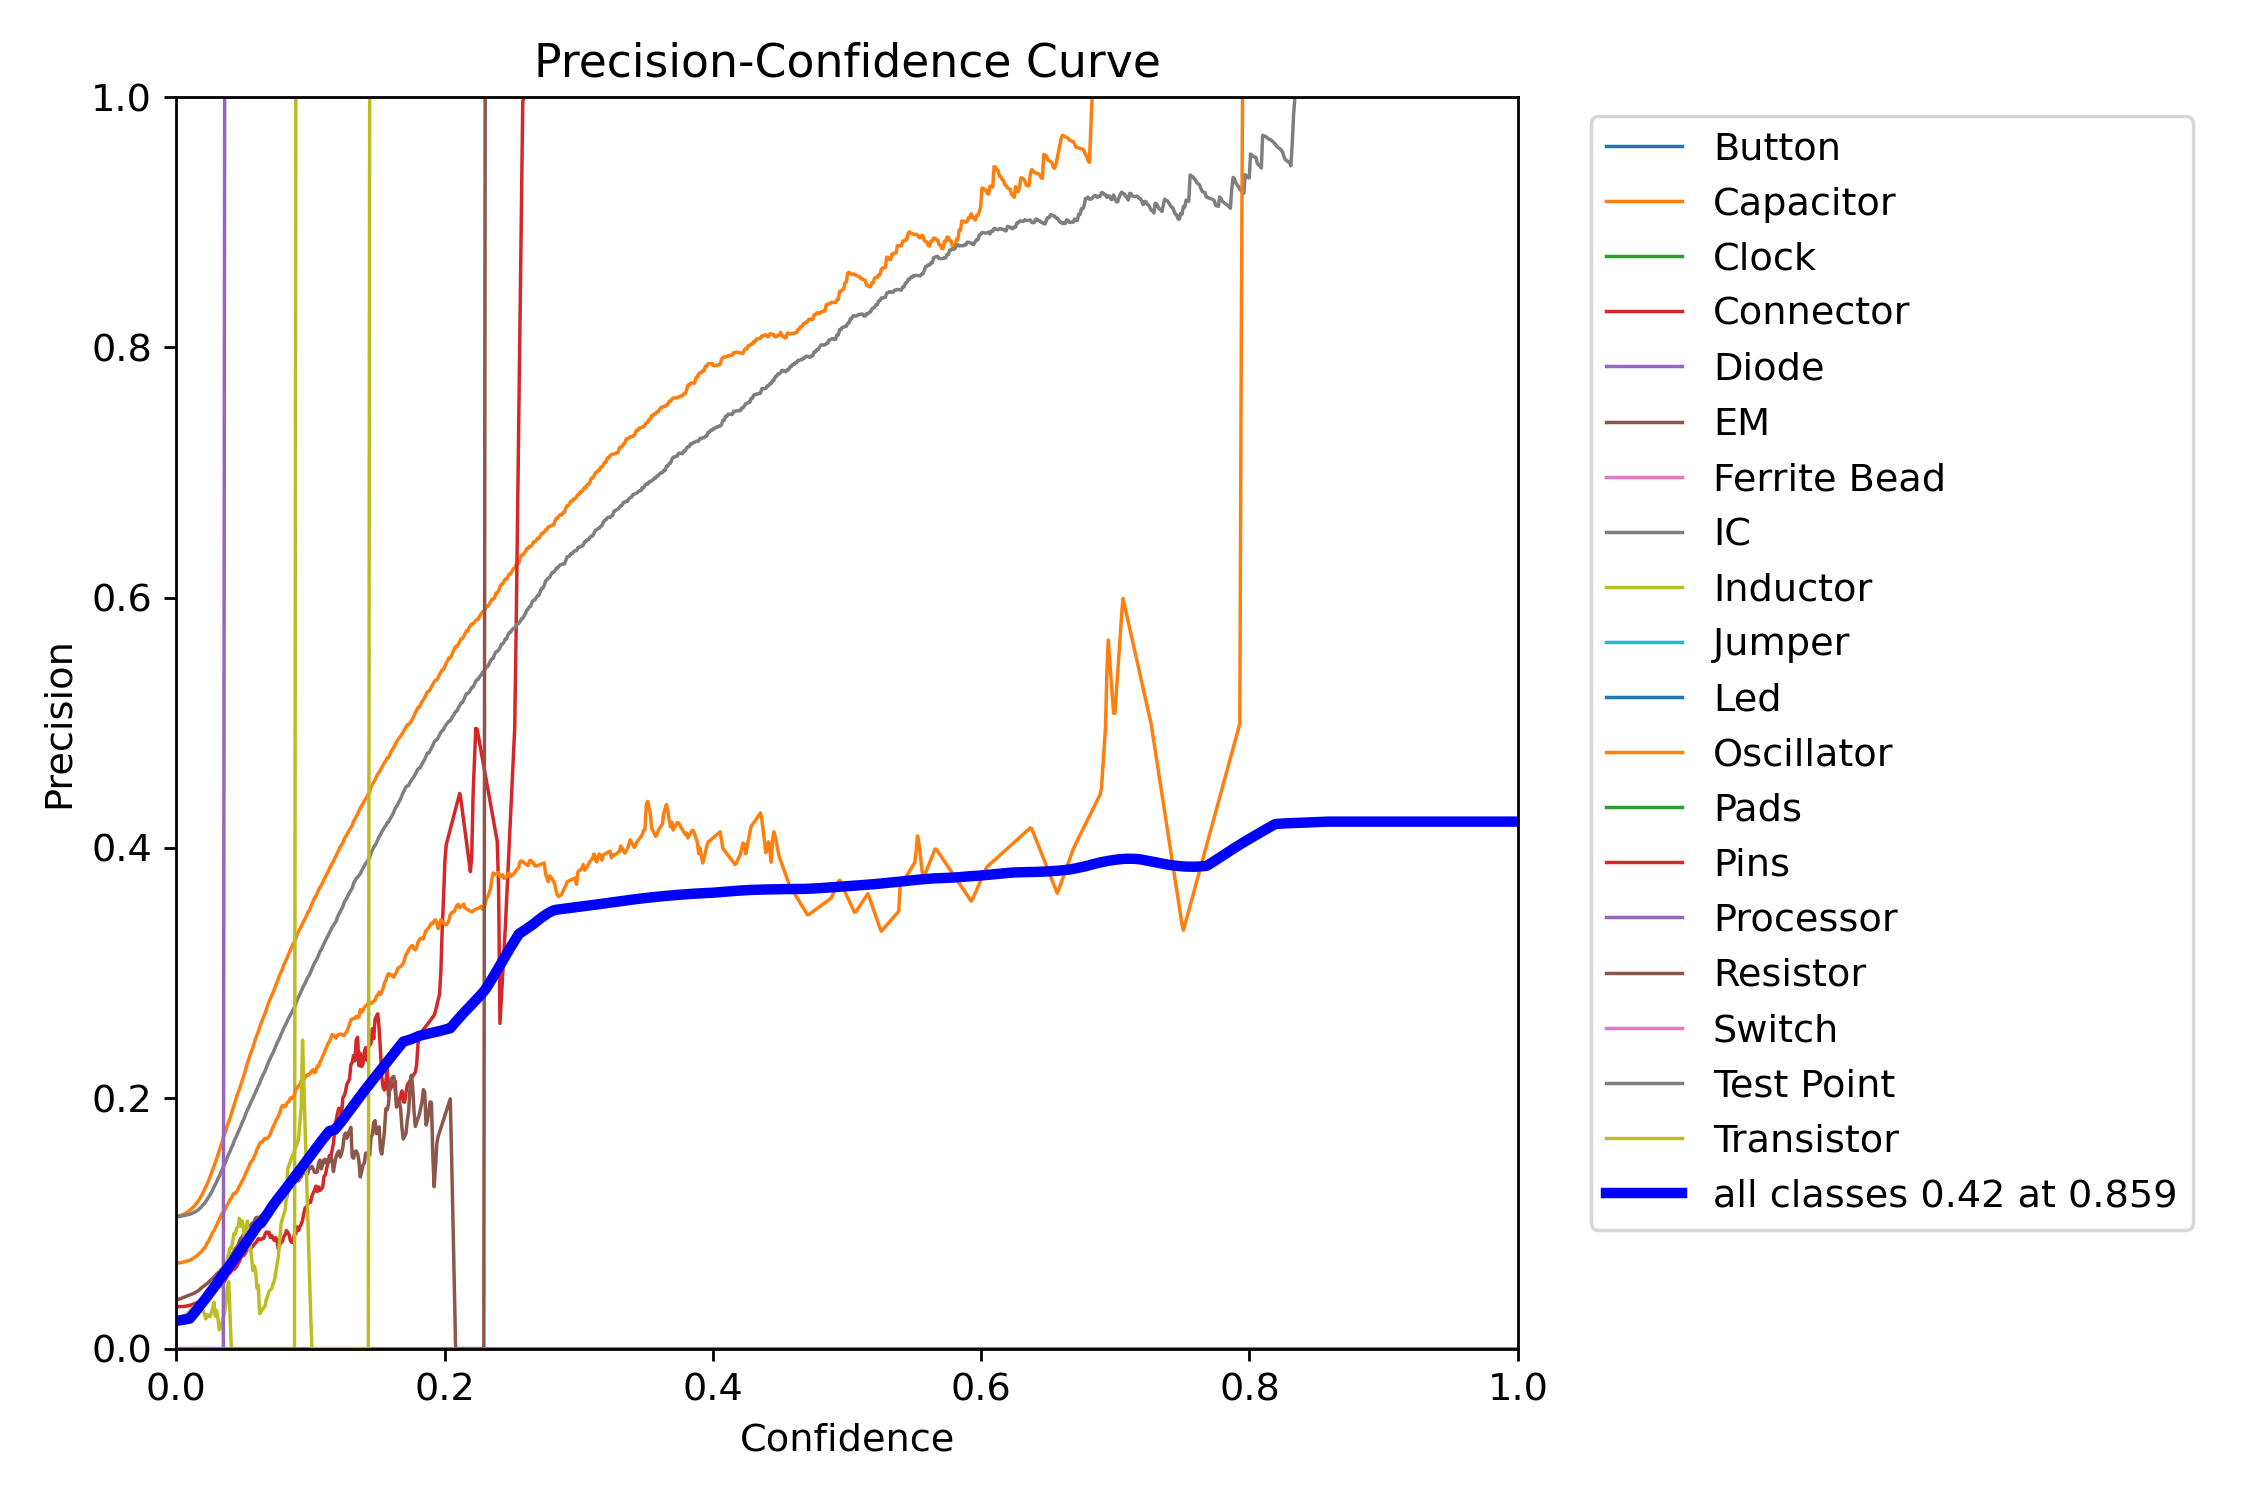 Precision-Confidence Curve
1.0
0.8
0.6
0.4
0.2
0.0
Precision
0.0 0.2 0.4 0.6 0.8 1.0
Confidence
Button
Capacitor
Clock
Connector
Diode
EM
Ferrite Bead
IC
Inductor
Jumper
Led
Oscillator
Pads
Pins
Processor
Resistor
Switch
Test Point
Transistor
all classes 0.42 at 0.859